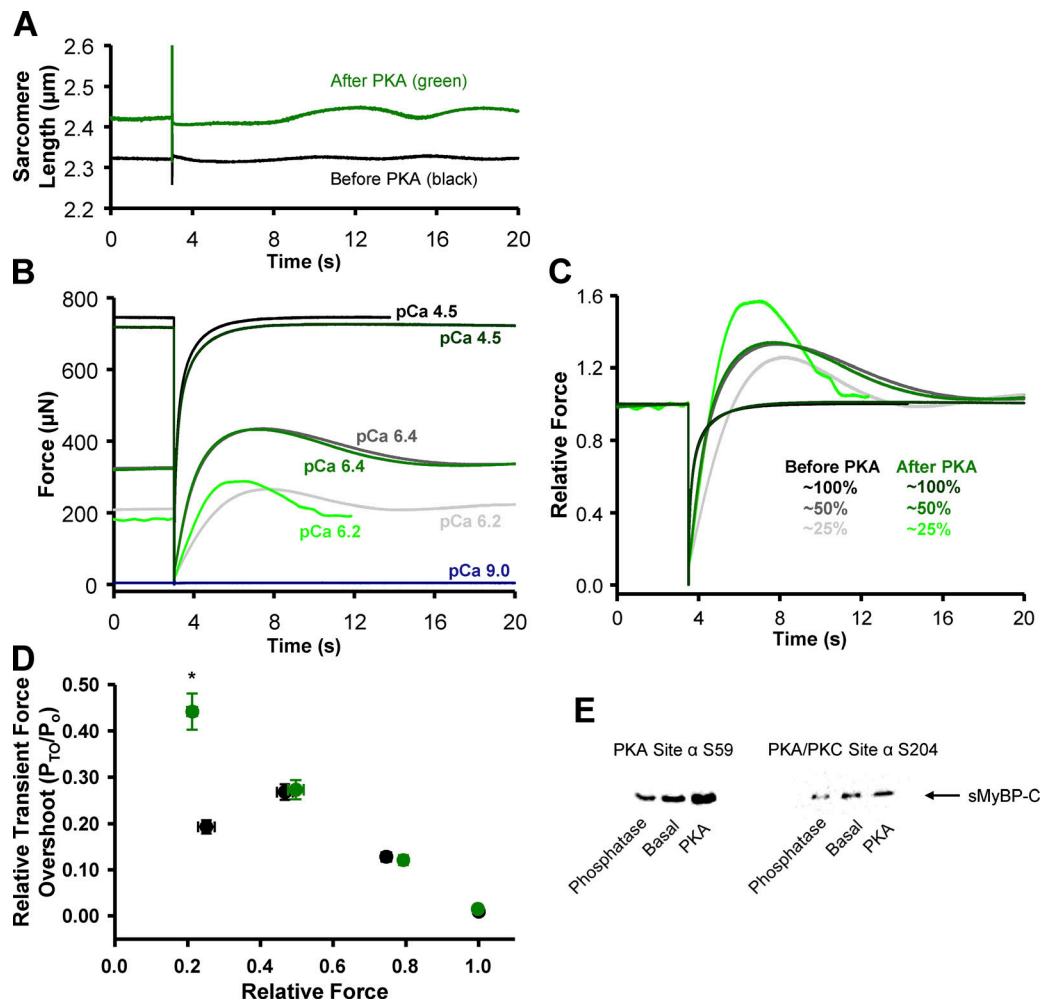 A
Sarcomere
Length (µm)
2.6
2.5
2.4
2.3
2.2
After PKA (green)
Before PKA (black)
0
4
8
12
16
20
Time (s)
B
Force (µN)
800
600
400
200
0
pCa 4.5
pCa 4.5
pCa 6.4
pCa 6.4
pCa 6.2
pCa 6.2
pCa 9.0
0
4
8
12
16
20
Time (s)
C
Relative Force
1.6
1.2
0.8
0.4
0.0
Before PKA After PKA
~100% ~100%
~50% ~50%
~25% ~25%
0
4
8
12
16
20
Time (s)
D
Relative Transient Force
Overshoot (PTO/Po)
0.50
0.40
0.30
0.20
0.10
0.00
*
0.0
0.2
0.4
0.6
0.8
1.0
Relative Force
E
PKA Site α S59 PKA/PKC Site α S204
sMyBP-C
Phosphatase
Basal
PKA
Phosphatase
Basal
PKA